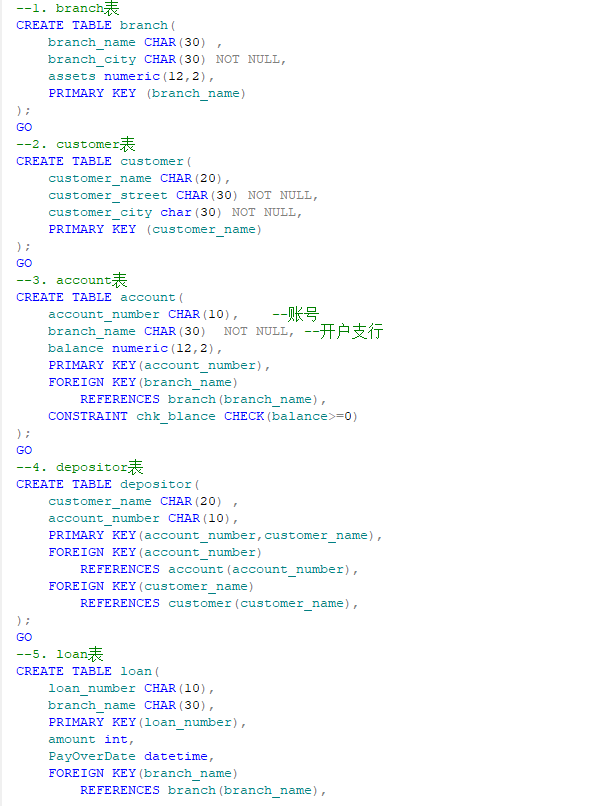 --1. branch表
CREATE TABLE branch(
    branch_name CHAR(30) ,
    branch_city CHAR(30) NOT NULL,
    assets numeric(12,2),
    PRIMARY KEY (branch_name)
);
GO
--2. customer表
CREATE TABLE customer(
    customer_name CHAR(20),
    customer_street CHAR(30) NOT NULL,
    customer_city char(30) NOT NULL,
    PRIMARY KEY (customer_name)
);
GO
--3. account表
CREATE TABLE account(
    account_number CHAR(10),    --账号
    branch_name CHAR(30)  NOT NULL, --开户支行
    balance numeric(12,2),
    PRIMARY KEY(account_number),
    FOREIGN KEY(branch_name)
        REFERENCES branch(branch_name),
    CONSTRAINT chk_blance CHECK(balance>=0)
);
GO
--4. depositor表
CREATE TABLE depositor(
    customer_name CHAR(20) ,
    account_number CHAR(10),
    PRIMARY KEY(account_number,customer_name),
    FOREIGN KEY(account_number)
        REFERENCES account(account_number),
    FOREIGN KEY(customer_name)
        REFERENCES customer(customer_name),
);
GO
--5. loan表
CREATE TABLE loan(
    loan_number CHAR(10),
    branch_name CHAR(30),
    PRIMARY KEY(loan_number),
    amount int,
    PayOverDate datetime,
    FOREIGN KEY(branch_name)
        REFERENCES branch(branch_name),